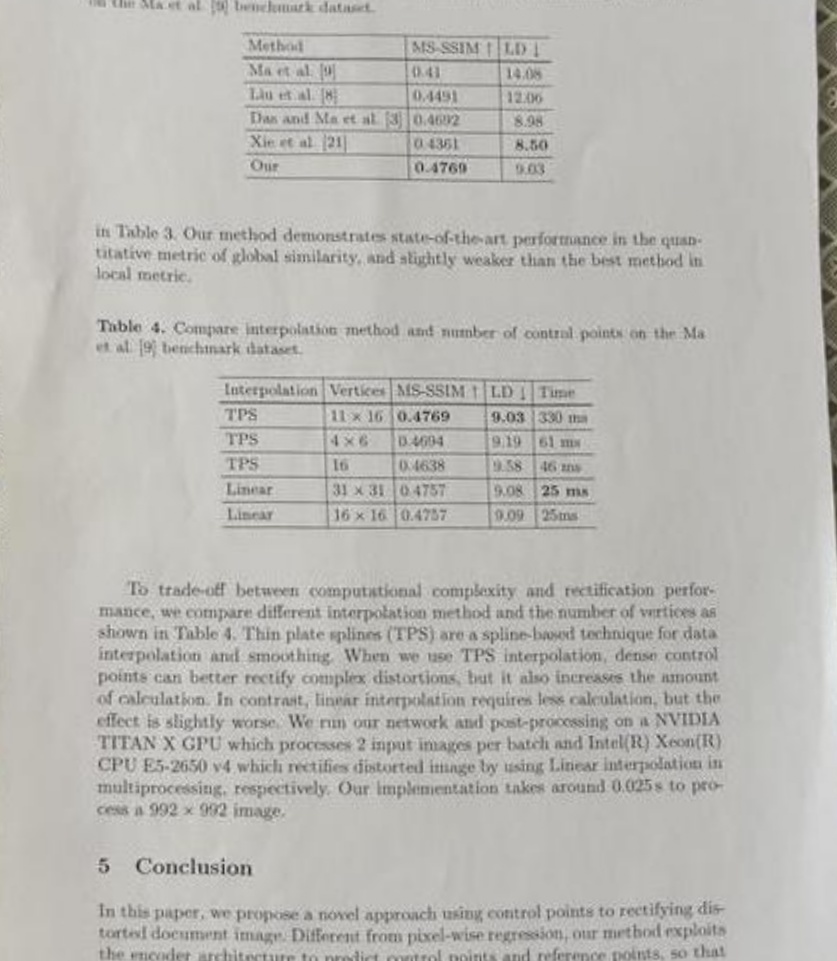 on the Ma et al. [9] benchmark dataset.
Method MS-SSIM ↑ LD ↓
Ma et al. [9] 0.41 14.08
Liu et al. [8] 0.4491 12.06
Das and Ma et al. [3] 0.4692 8.98
Xie et al. [21] 0.4361 8.50
Our 0.4769 9.03
in Table 3. Our method demonstrates state-of-the-art performance in the quan-
titative metric of global similarity, and slightly weaker than the best method in
local metric.
Table 4. Compare interpolation method and number of control points on the Ma
et al. [9] benchmark dataset.
Interpolation Vertices MS-SSIM ↑ LD ↓ Time
TPS 11 × 16 0.4769 9.03 330 ms
TPS 4 × 6 0.4694 9.19 61 ms
TPS 16 0.4638 9.58 46 ms
Linear 31 × 31 0.4757 9.08 25 ms
Linear 16 × 16 0.4757 9.09 25ms
To trade-off between computational complexity and rectification perfor-
mance, we compare different interpolation method and the number of vertices as
shown in Table 4. Thin plate splines (TPS) are a spline-based technique for data
interpolation and smoothing. When we use TPS interpolation, dense control
points can better rectify complex distortions, but it also increases the amount
of calculation. In contrast, linear interpolation requires less calculation, but the
effect is slightly worse. We run our network and post-processing on a NVIDIA
TITAN X GPU which processes 2 input images per batch and Intel(R) Xeon(R)
CPU E5-2650 v4 which rectifies distorted image by using Linear interpolation in
multiprocessing, respectively. Our implementation takes around 0.025 s to pro-
cess a 992 × 992 image.
5 Conclusion
In this paper, we propose a novel approach using control points to rectifying dis-
torted document image. Different from pixel-wise regression, our method exploits
the encoder architecture to predict control points and reference points, so that